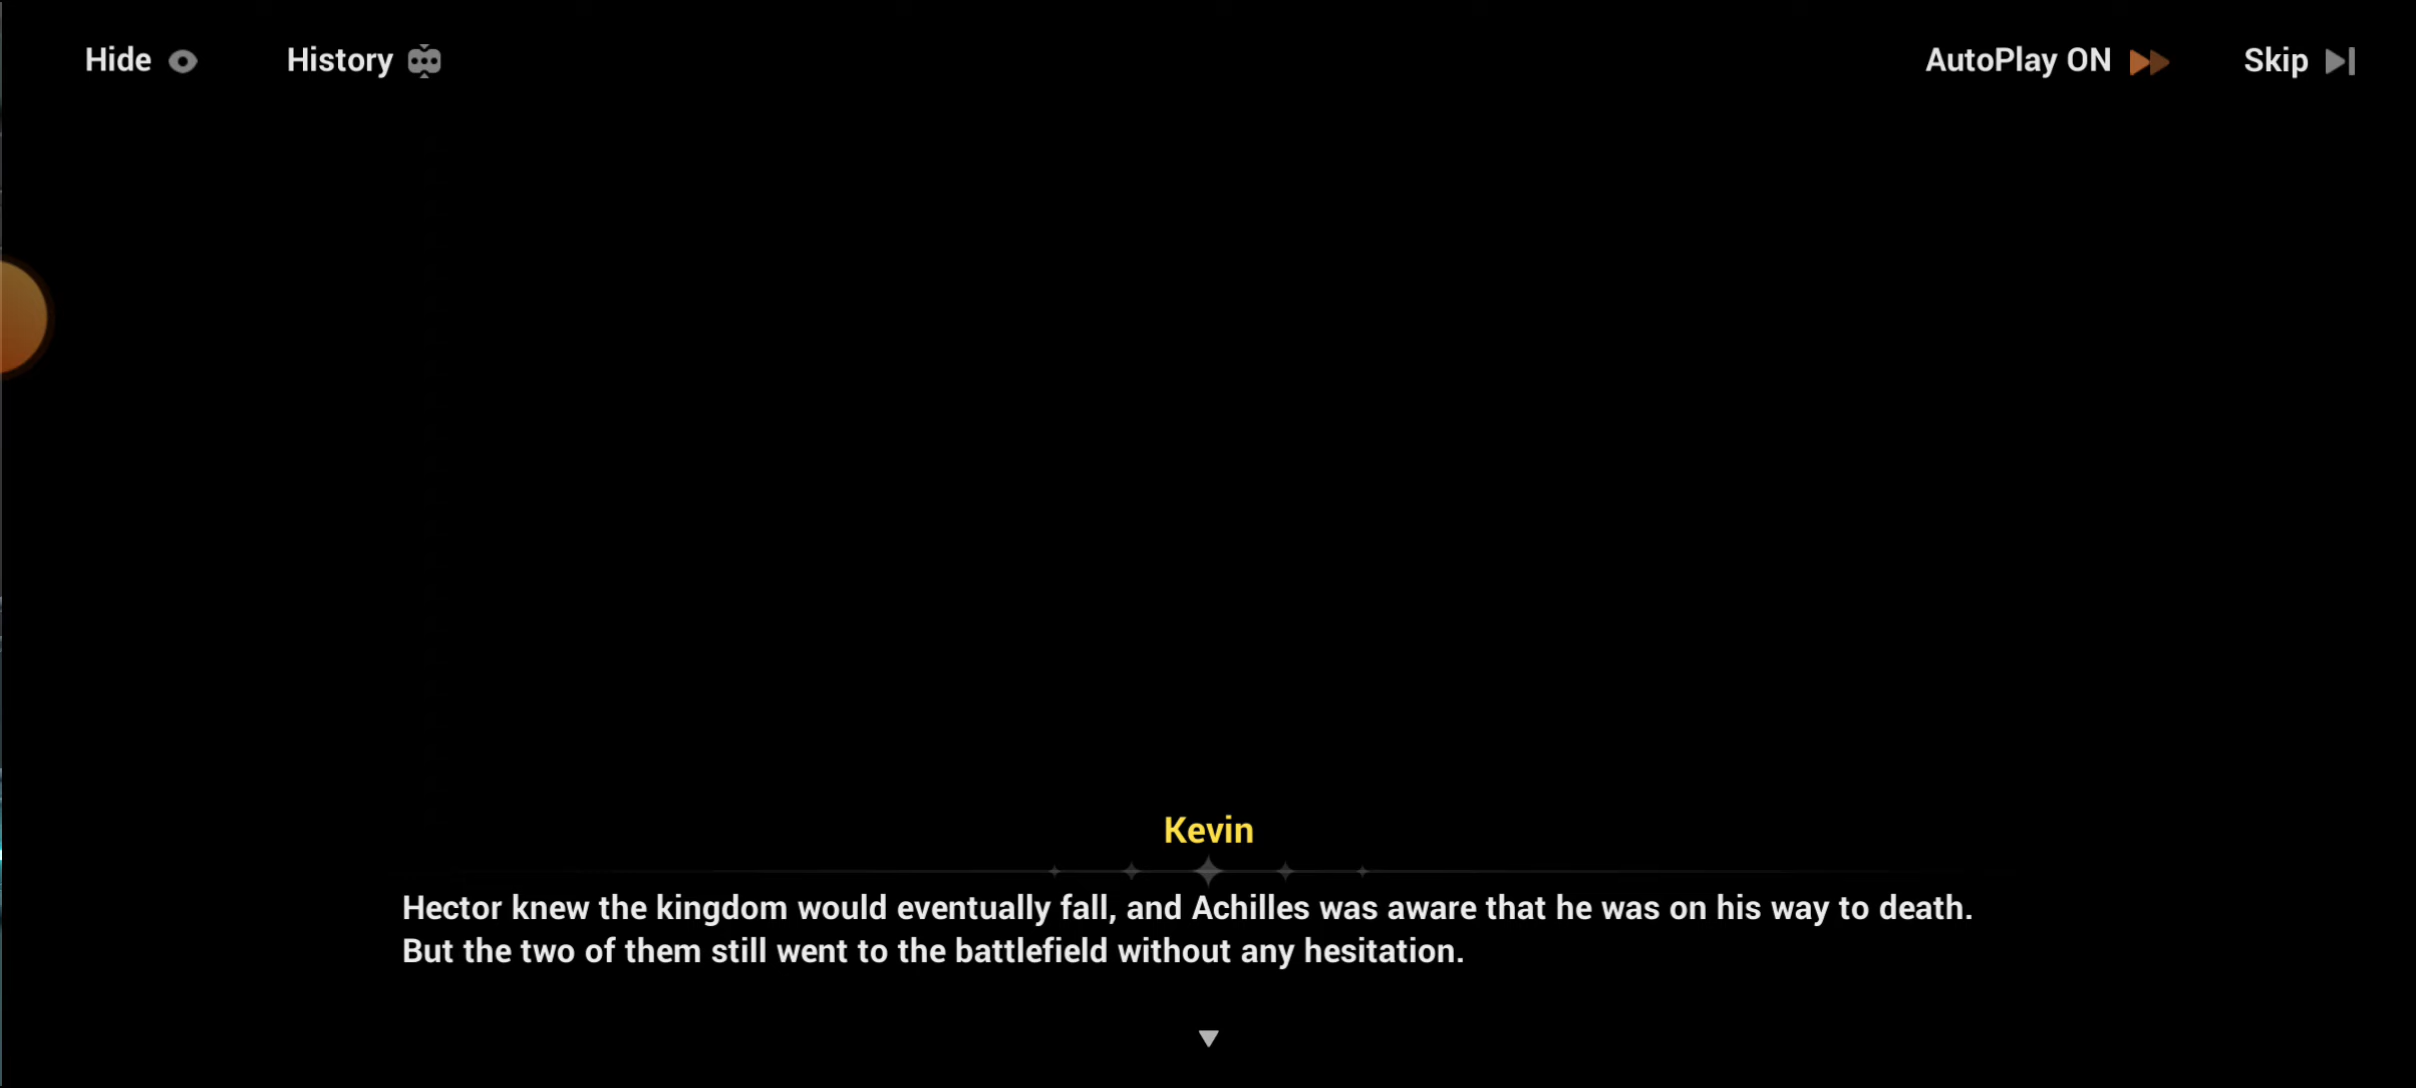 Hide
History
AutoPlay ON
Skip
Kevin
Hector knew the kingdom would eventually fall, and Achilles was aware that he was on his way to death.
But the two of them still went to the battlefield without any hesitation.